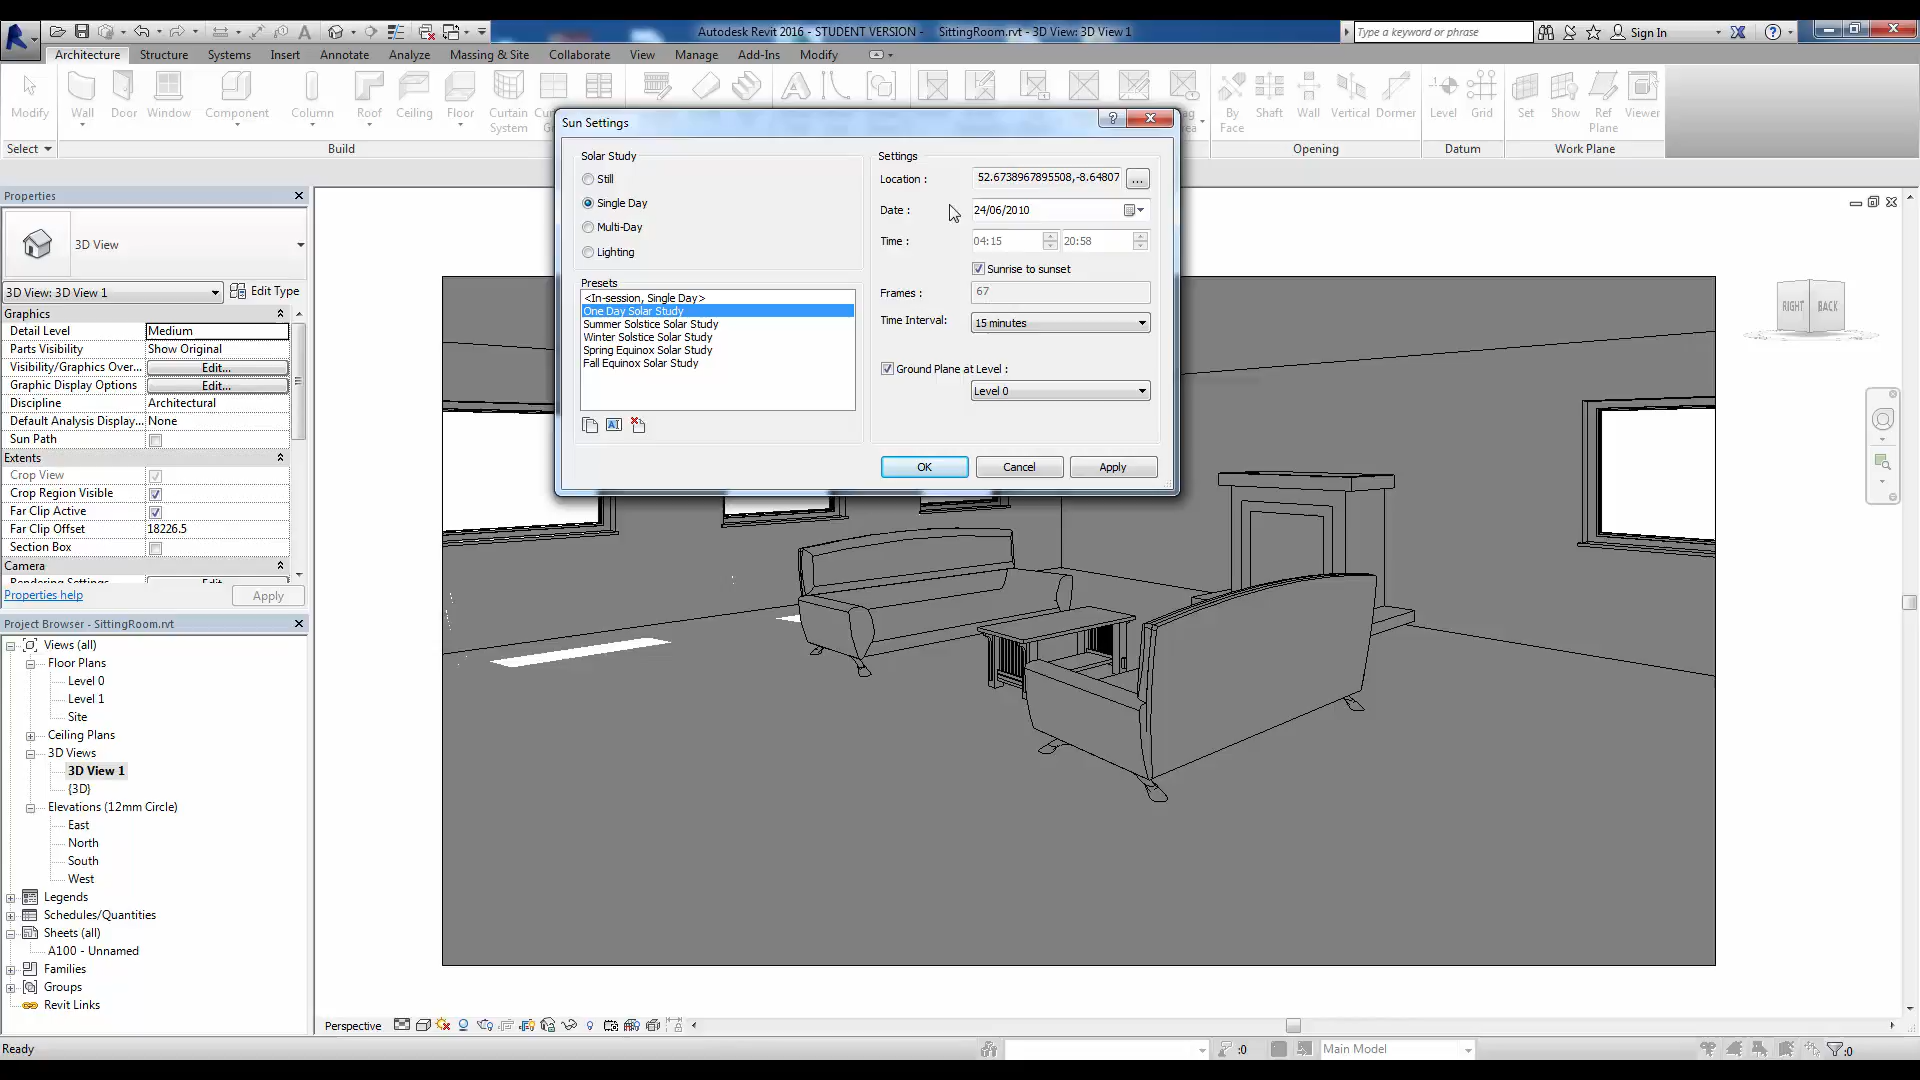 Autodesk Revit 2016 - STUDENT VERSION - SittingRoom.rvt - 3D View: 3D View 1
Type a keyword or phrase
Sign In
Architecture Structure Systems Insert Annotate Analyze Massing & Site Collaborate View Manage Add-Ins Modify
Modify Wall Door Window Component Column Roof Ceiling Floor Curtain System
By Face Shaft Wall Vertical Dormer Level Grid Set Show Ref Plane Viewer
Select Build Opening Datum Work Plane
Sun Settings
Solar Study
Still
Single Day
Multi-Day
Lighting
Presets
<In-session, Single Day>
One Day Solar Study
Summer Solstice Solar Study
Winter Solstice Solar Study
Spring Equinox Solar Study
Fall Equinox Solar Study
Settings
Location : 52.6738967895508,-8.64807 ...
Date : 24/06/2010
Time : 04:15 20:58
Sunrise to sunset
Frames : 67
Time Interval: 15 minutes
Ground Plane at Level :
Level 0
OK Cancel Apply
Properties
3D View
3D View: 3D View 1 Edit Type
Graphics
Detail Level Medium
Parts Visibility Show Original
Visibility/Graphics Over... Edit...
Graphic Display Options Edit...
Discipline Architectural
Default Analysis Display... None
Sun Path
Extents
Crop View
Crop Region Visible
Far Clip Active
Far Clip Offset 18226.5
Section Box
Camera
Rendering Settings Edit...
Properties help Apply
Project Browser - SittingRoom.rvt
Views (all)
Floor Plans
Level 0
Level 1
Site
Ceiling Plans
3D Views
3D View 1
{3D}
Elevations (12mm Circle)
East
North
South
West
Legends
Schedules/Quantities
Sheets (all)
A100 - Unnamed
Families
Groups
Revit Links
RIGHT BACK
Perspective
Ready
:0
Main Model
:0